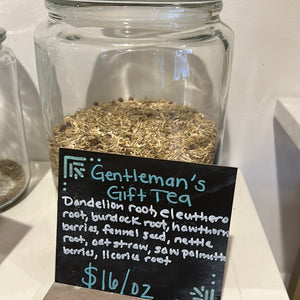 Gentleman's
Gift Tea
Dandelion root, eleuthero
root, burdock root, hawthorn
berries, fennel seed, nettle
root, oat straw, saw palmetto
berries, licorice root
$16/oz